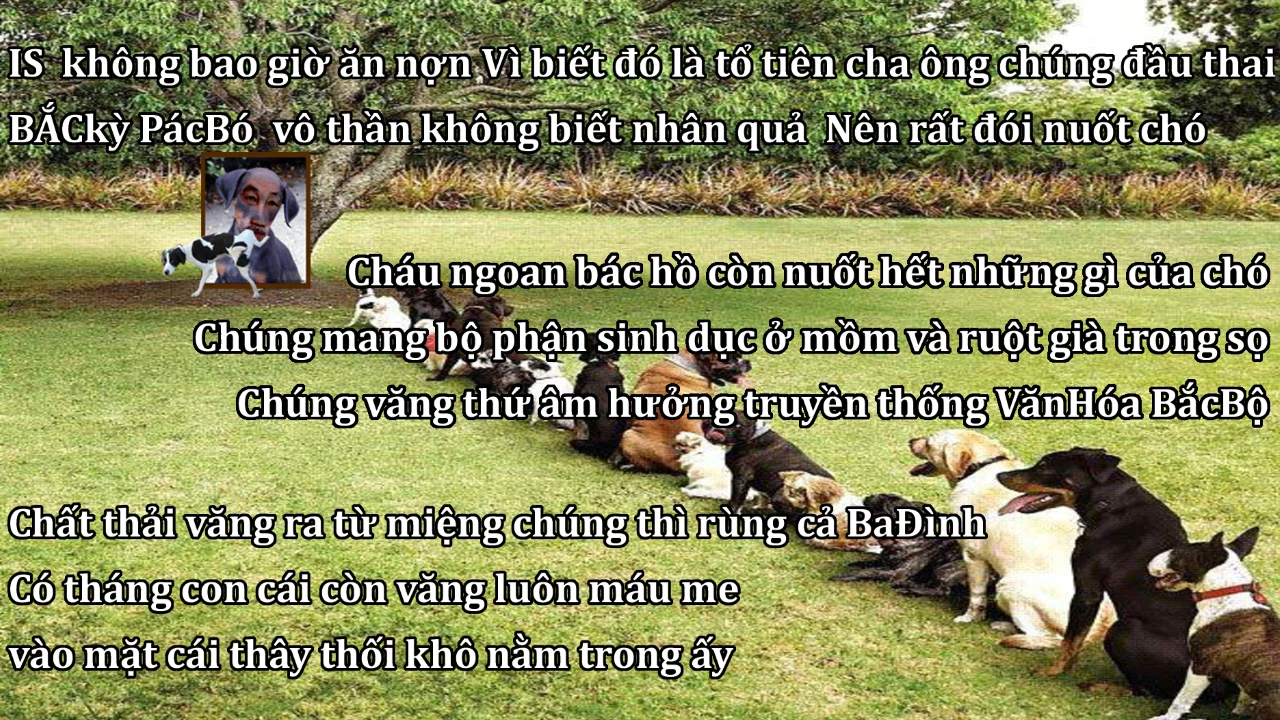 IS không bao giờ ăn nợn Vì biết đó là tổ tiên cha ông chúng đầu thai
BẮCkỳ PácBó vô thần không biết nhân quả Nên rất đói nuốt chó
Cháu ngoan bác hồ còn nuốt hết những gì của chó
Chúng mang bộ phận sinh dục ở mồm và ruột già trong sọ
Chúng văng thứ âm hưởng truyền thống VănHóa BắcBộ
Chất thải văng ra từ miệng chúng thì rùng cả BaĐình
Có tháng con cái còn văng luôn máu me
vào mặt cái thây thối khô nằm trong ấy